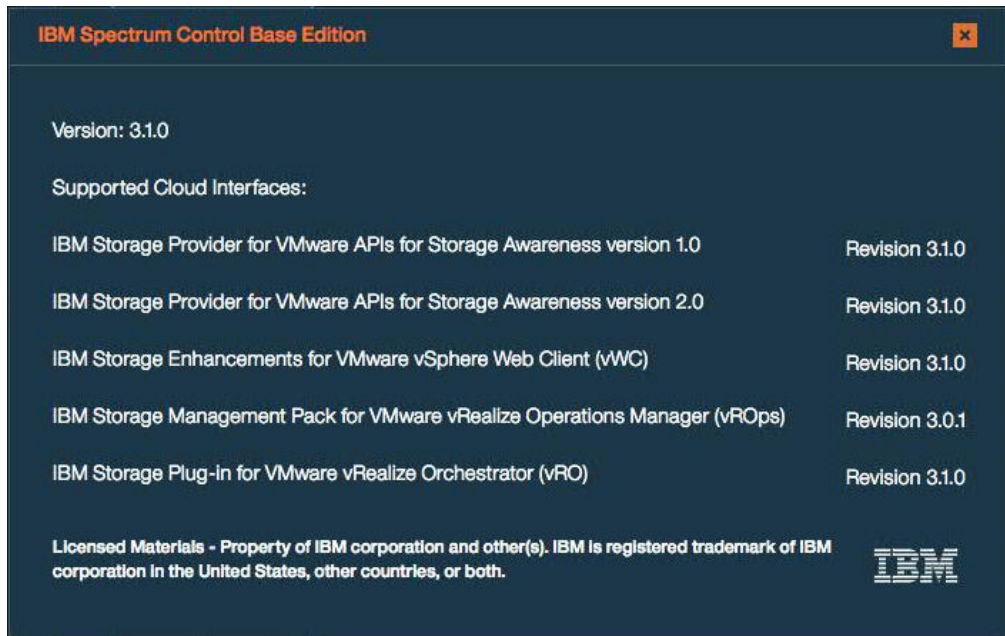 IBM Spectrum Control Base Edition
Version: 3.1.0
Supported Cloud Interfaces:
IBM Storage Provider for VMware APIs for Storage Awareness version 1.0 Revision 3.1.0
IBM Storage Provider for VMware APIs for Storage Awareness version 2.0 Revision 3.1.0
IBM Storage Enhancements for VMware vSphere Web Client (vWC) Revision 3.1.0
IBM Storage Management Pack for VMware vRealize Operations Manager (vROps) Revision 3.0.1
IBM Storage Plug-in for VMware vRealize Orchestrator (vRO) Revision 3.1.0
Licensed Materials - Property of IBM corporation and other(s). IBM is registered trademark of IBM
corporation in the United States, other countries, or both.
IBM